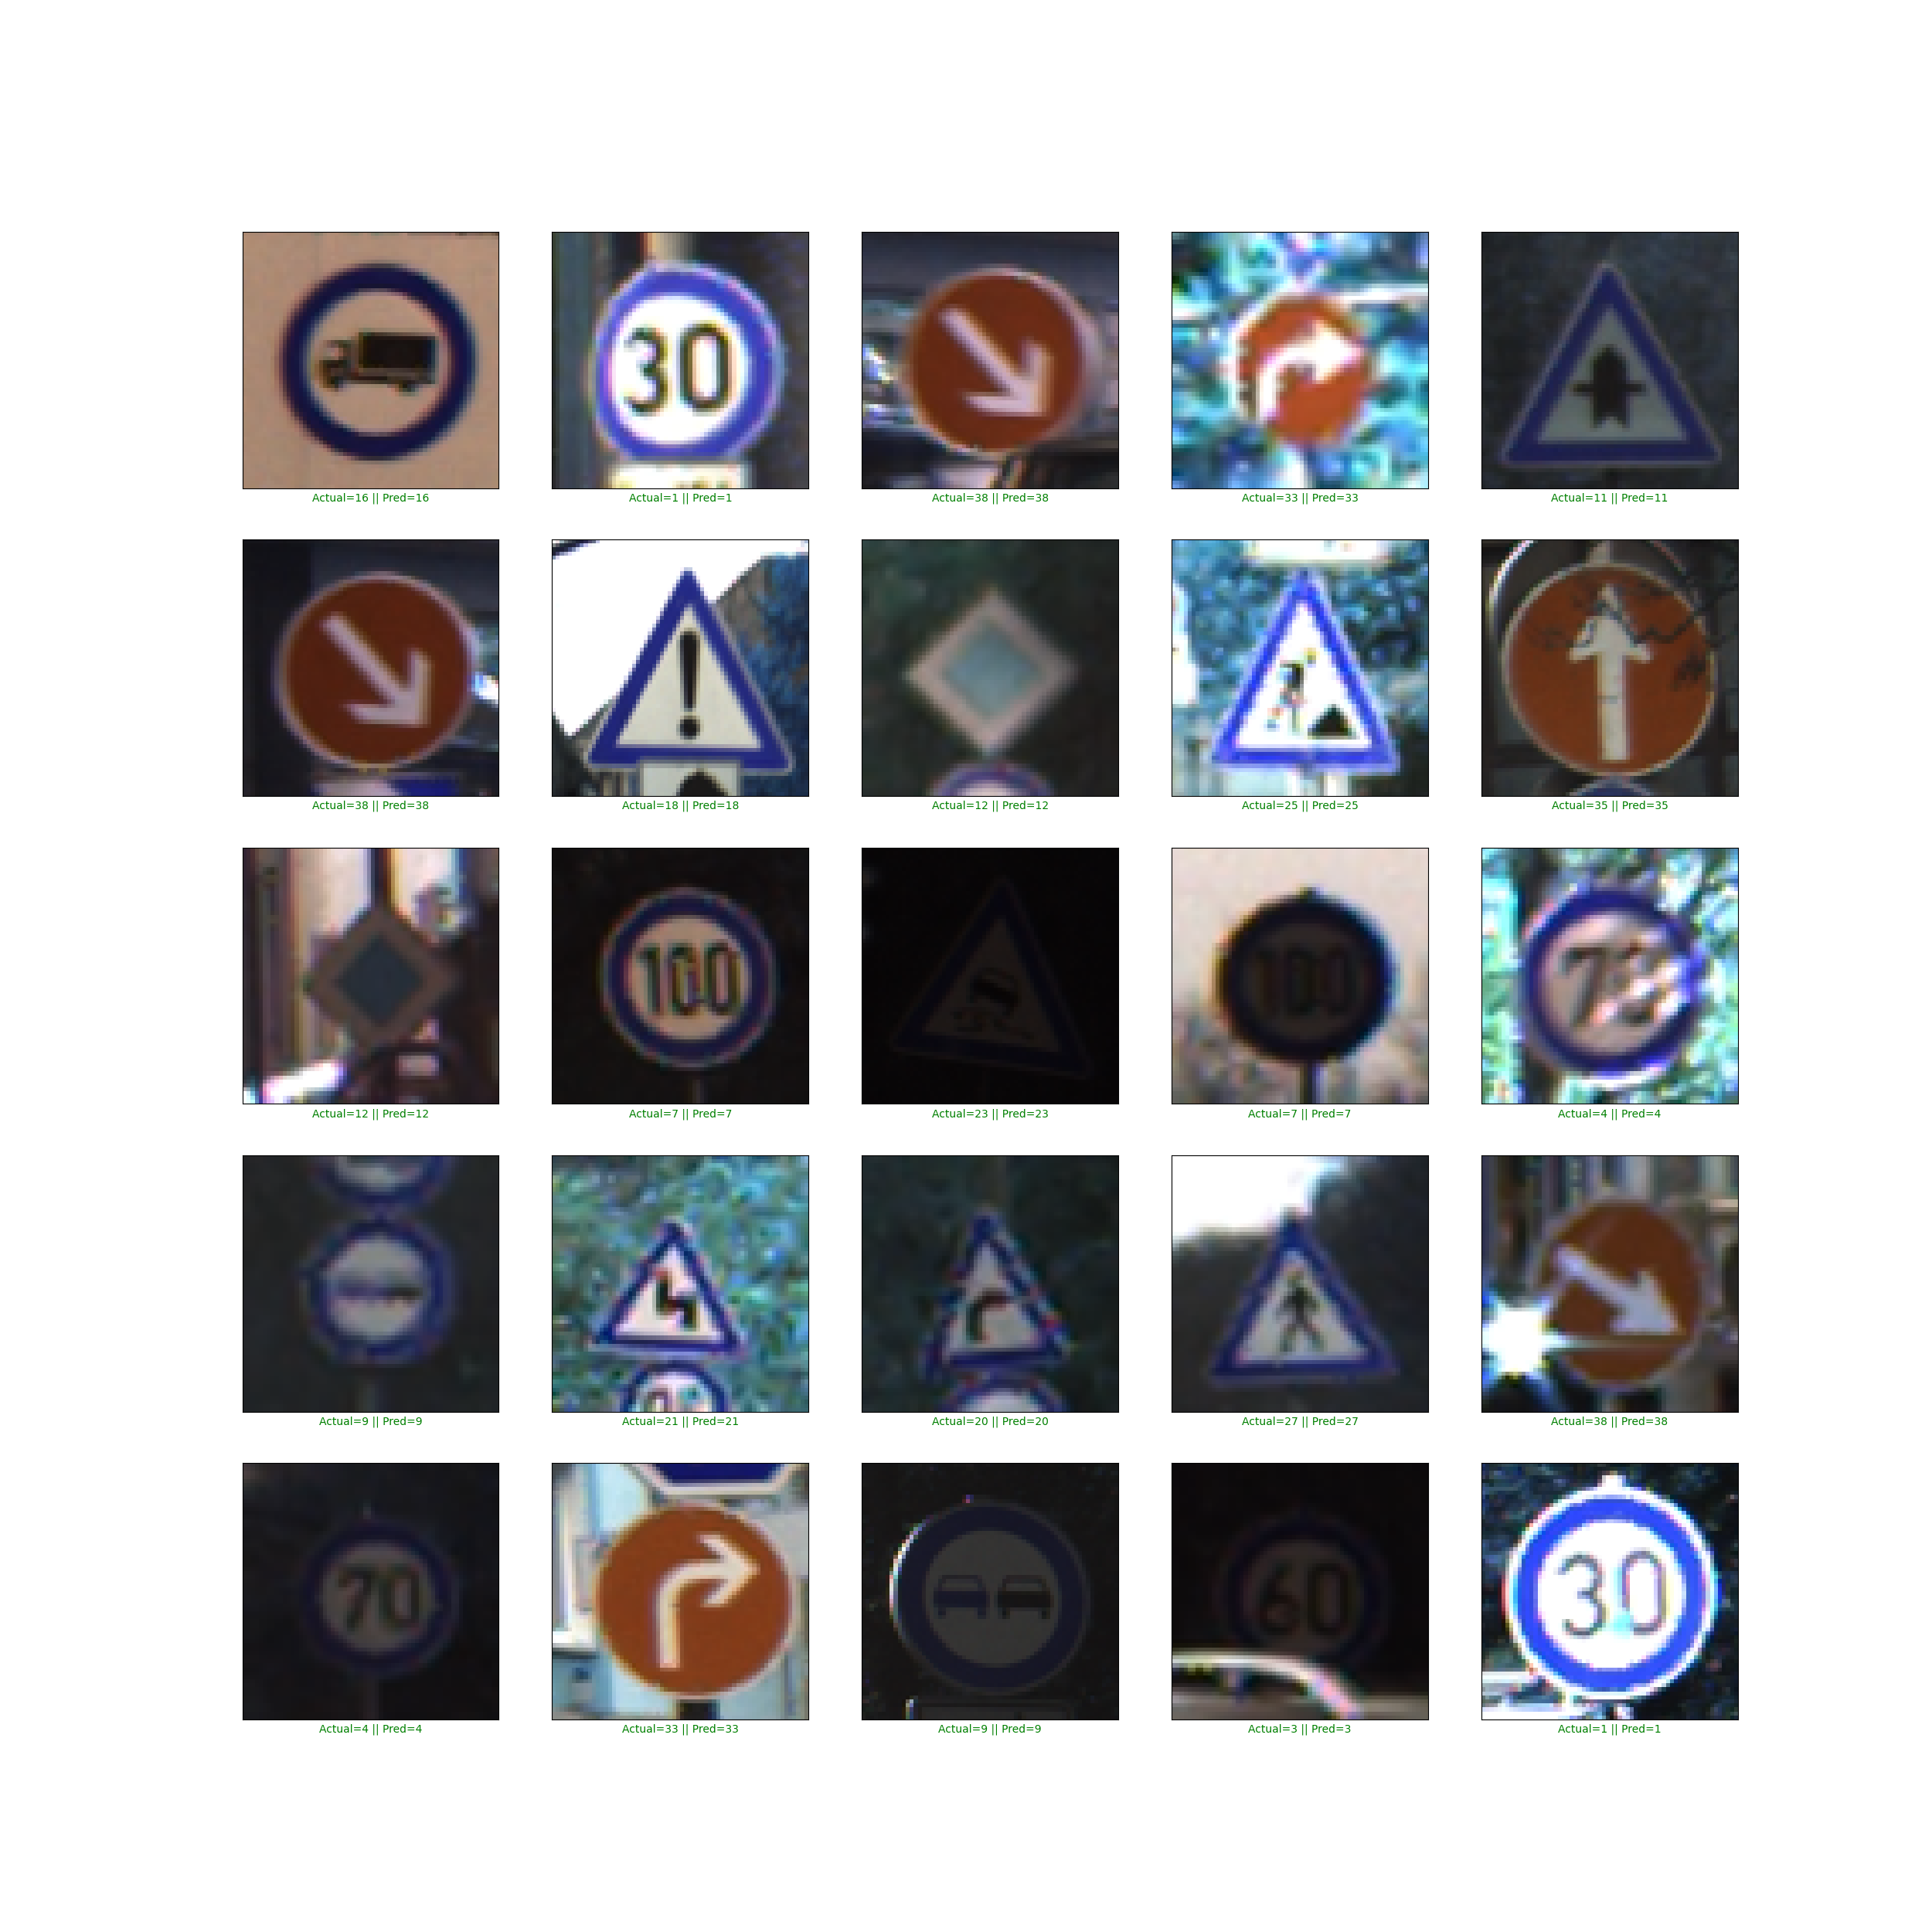 30
Actual=16 || Pred=16
Actual=1 || Pred=1
Actual=38 || Pred=38
Actual=33 || Pred=33
Actual=11 || Pred=11
Actual=38 || Pred=38
Actual=18 || Pred=18
Actual=12 || Pred=12
Actual=25 || Pred=25
Actual=35 || Pred=35
100
100
Actual=12 || Pred=12
Actual=7 || Pred=7
Actual=23 || Pred=23
Actual=7 || Pred=7
Actual=4 || Pred=4
Actual=9 || Pred=9
Actual=21 || Pred=21
Actual=20 || Pred=20
Actual=27 || Pred=27
Actual=38 || Pred=38
70
60
30
Actual=4 || Pred=4
Actual=33 || Pred=33
Actual=9 || Pred=9
Actual=3 || Pred=3
Actual=1 || Pred=1